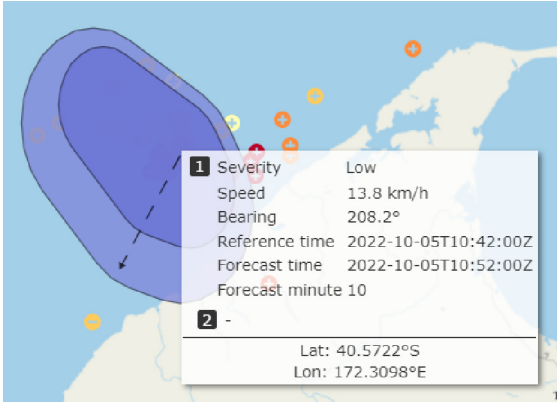 1 Severity Low
Speed 13.8 km/h
Bearing 208.2°
Reference time 2022-10-05T10:42:00Z
Forecast time 2022-10-05T10:52:00Z
Forecast minute 10
2 -
Lat: 40.5722°S
Lon: 172.3098°E